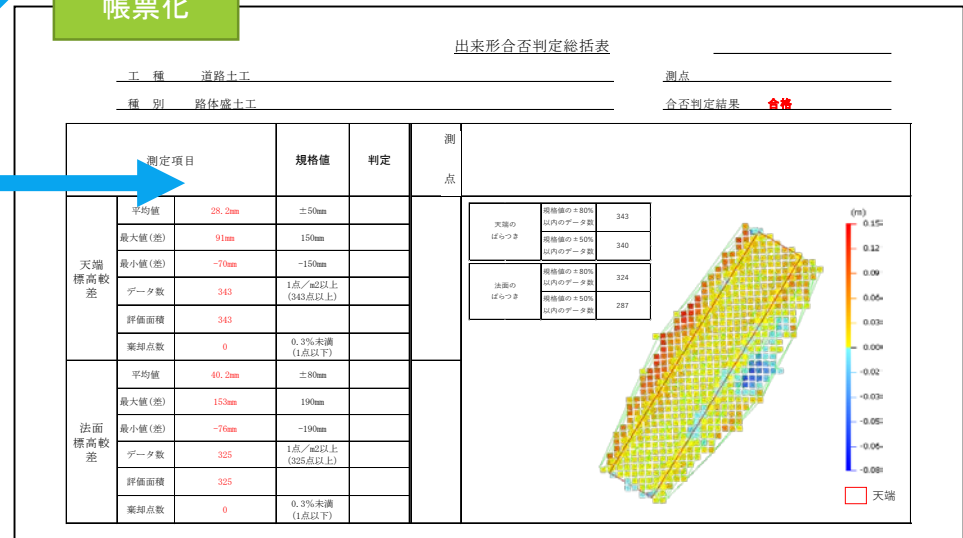 帳票化
出来形合否判定総括表
工 種 道路土工
測点
種 別 路体盛土工
合否判定結果 合格
測定項目 規格値 判定 測点
天端標高較差
平均値 28.2mm ±50mm
最大値(差) 91mm 150mm
最小値(差) -70mm -150mm
データ数 343 1点／m2以上
(343点以上)
評価面積 343
棄却点数 0 0.3%未満
(1点以下)
法面標高較差
平均値 40.2mm ±80mm
最大値(差) 153mm 190mm
最小値(差) -76mm -190mm
データ数 325 1点／m2以上
(325点以上)
評価面積 325
棄却点数 0 0.3%未満
(1点以下)
天端の
ばらつき
規格値の±80%
以内のデータ数 343
規格値の±50%
以内のデータ数 340
法面の
ばらつき
規格値の±80%
以内のデータ数 324
規格値の±50%
以内のデータ数 287
(m)
0.15
0.12
0.09
0.06
0.03
0.00
-0.02
-0.03
-0.05
-0.06
-0.08
天端